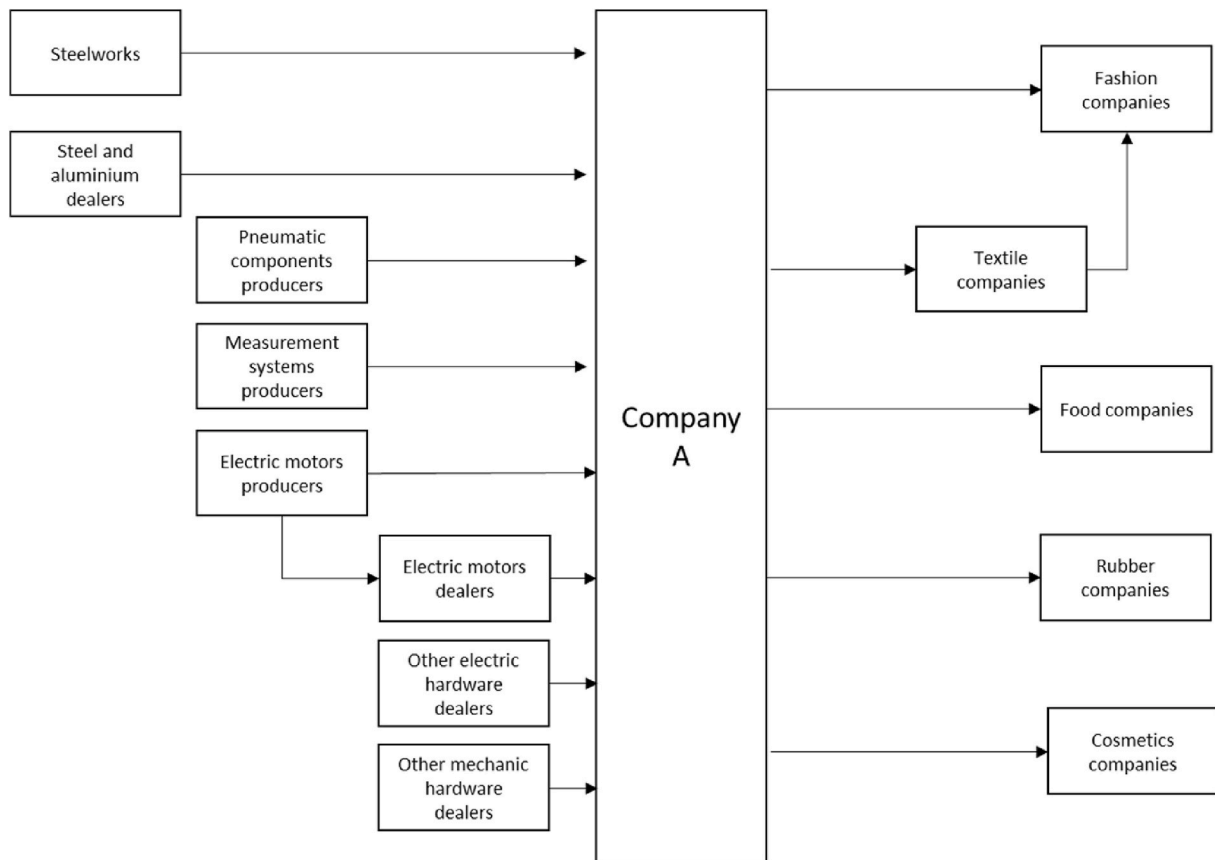 Steelworks
Steel and
aluminium
dealers
Pneumatic
components
producers
Measurement
systems
producers
Electric motors
producers
Electric motors
dealers
Other electric
hardware
dealers
Other mechanic
hardware
dealers
Company
A
Fashion
companies
Textile
companies
Food companies
Rubber
companies
Cosmetics
companies